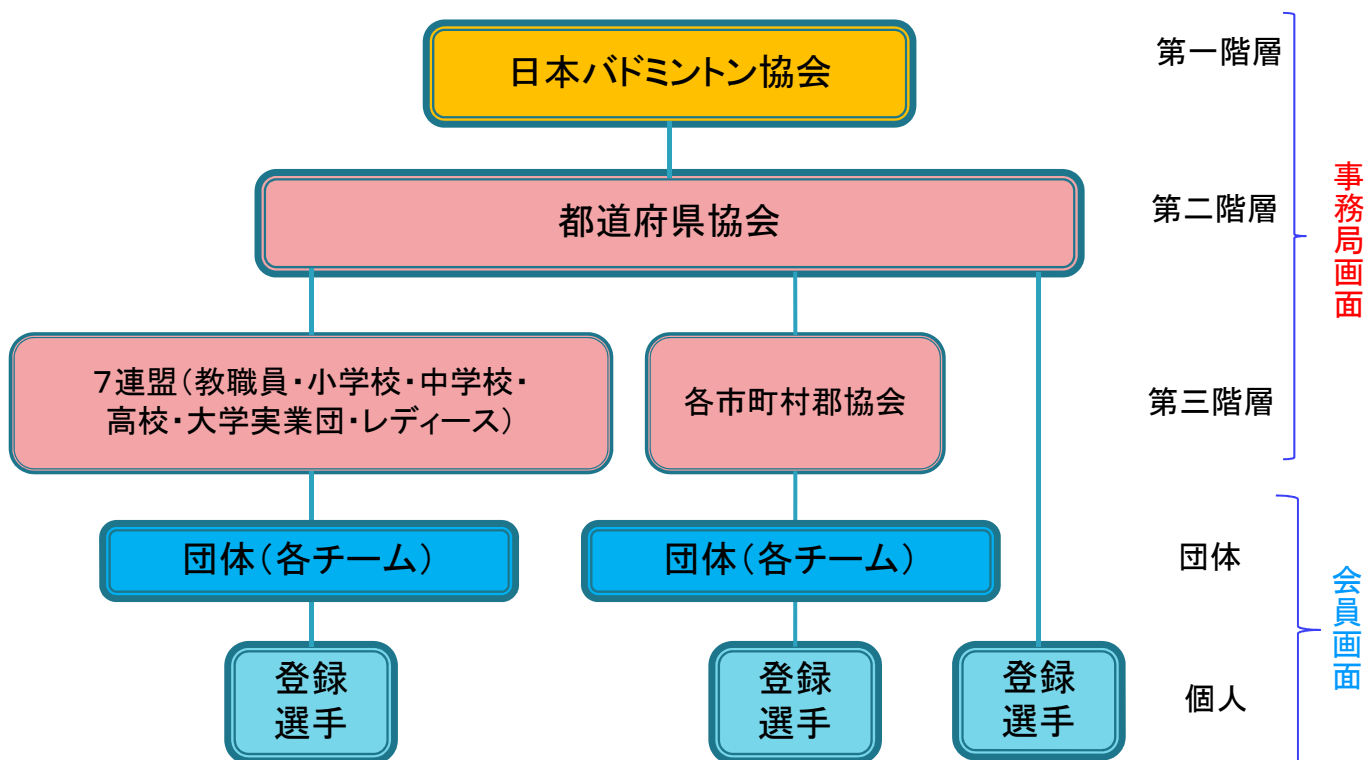 日本バドミントン協会
第一階層
都道府県協会
第二階層
事務局画面
7連盟(教職員・小学校・中学校・
高校・大学実業団・レディース)
各市町村郡協会
第三階層
団体(各チーム)
団体(各チーム)
団体
会員画面
登録
選手
登録
選手
登録
選手
個人